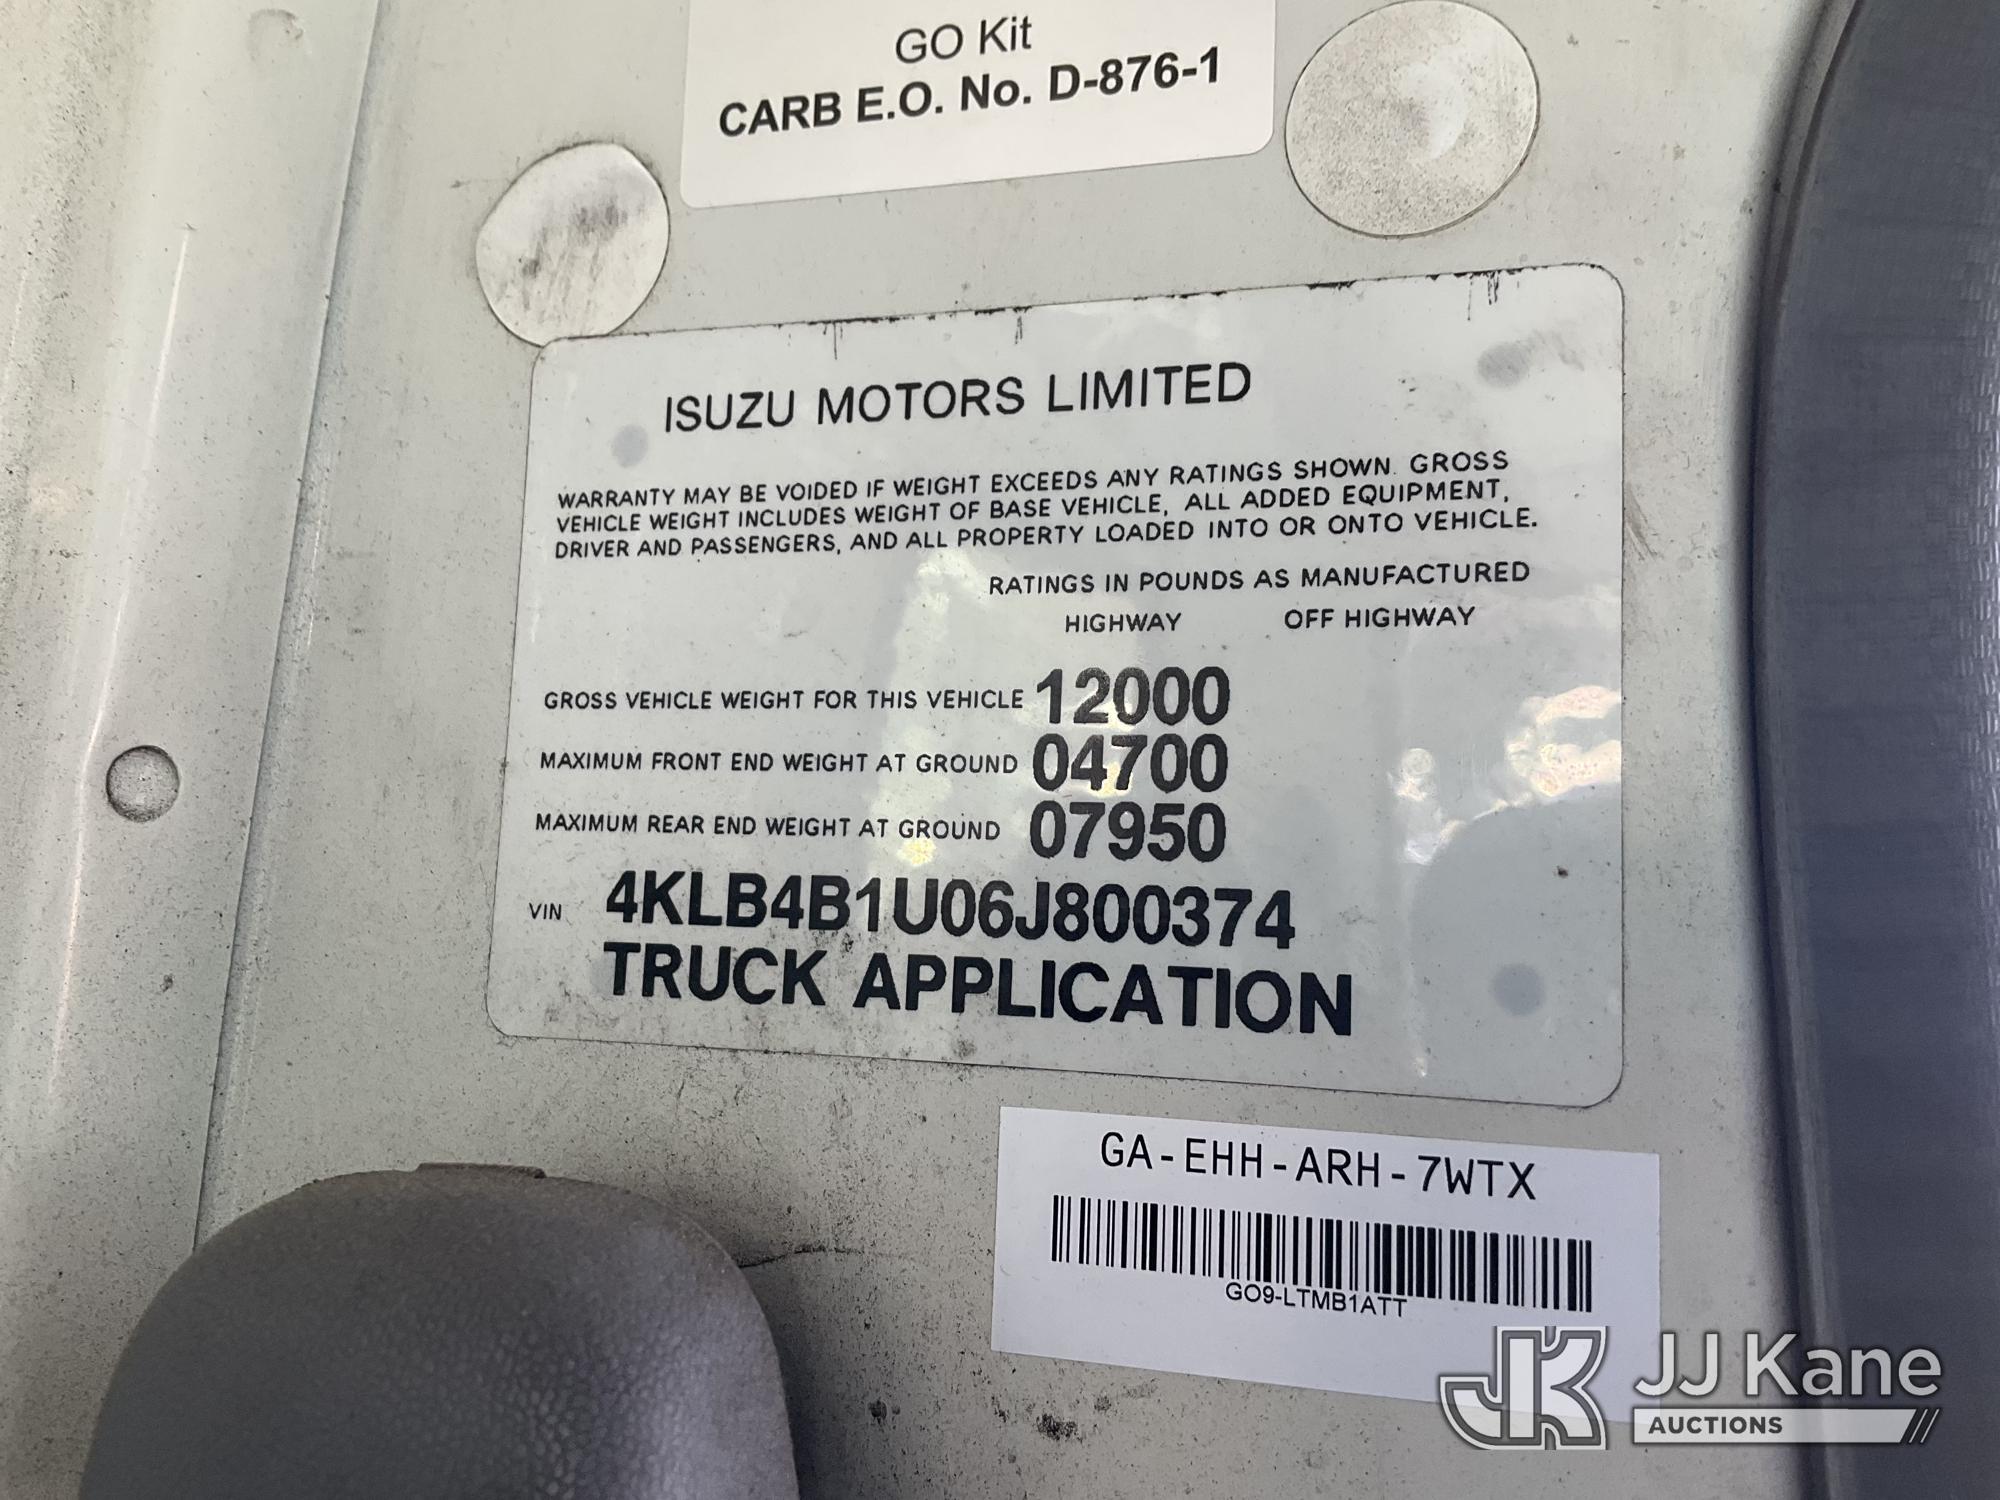 GO Kit
CARB E.O. No. D-876-1
ISUZU MOTORS LIMITED
WARRANTY MAY BE VOIDED IF WEIGHT EXCEEDS ANY RATINGS SHOWN. GROSS
VEHICLE WEIGHT INCLUDES WEIGHT OF BASE VEHICLE, ALL ADDED EQUIPMENT,
DRIVER AND PASSENGERS, AND ALL PROPERTY LOADED INTO OR ONTO VEHICLE.
RATINGS IN POUNDS AS MANUFACTURED
HIGHWAY OFF HIGHWAY
GROSS VEHICLE WEIGHT FOR THIS VEHICLE 12000
MAXIMUM FRONT END WEIGHT AT GROUND 04700
MAXIMUM REAR END WEIGHT AT GROUND 07950
VIN 4KLB4B1U06J800374
TRUCK APPLICATION
GA-EHH-ARH-7WTX
GO9-LTMB1ATT
JK JJ Kane
AUCTIONS